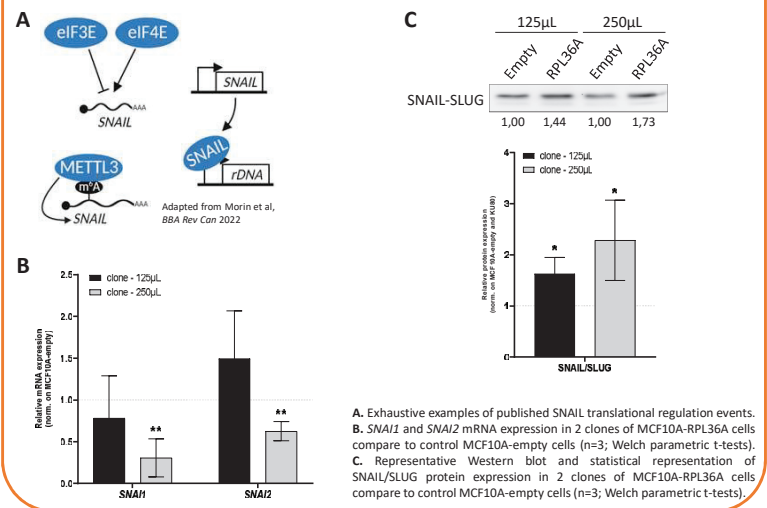 A
eIF3E
eIF4E
AAA
SNAIL
SNAIL
SNAIL
rDNA
METTL3
m⁶A
AAA
SNAIL
Adapted from Morin et al,
BBA Rev Can 2022
B
clone - 125µL
clone - 250µL
Relative mRNA expression
(norm. on MCF10A-empty)
2.5
2.0
1.5
1.0
0.5
0.0
**
**
SNAI1
SNAI2
C
125µL
250µL
Empty
RPL36A
Empty
RPL36A
SNAIL-SLUG
1,00
1,44
1,00
1,73
clone - 125µL
clone - 250µL
Relative protein expression
(norm. on MCF10A-empty and KU80)
4
3
2
1
0
*
*
SNAIL/SLUG
A. Exhaustive examples of published SNAIL translational regulation events.
B. SNAI1 and SNAI2 mRNA expression in 2 clones of MCF10A-RPL36A cells
compare to control MCF10A-empty cells (n=3; Welch parametric t-tests).
C. Representative Western blot and statistical representation of
SNAIL/SLUG protein expression in 2 clones of MCF10A-RPL36A cells
compare to control MCF10A-empty cells (n=3; Welch parametric t-tests).